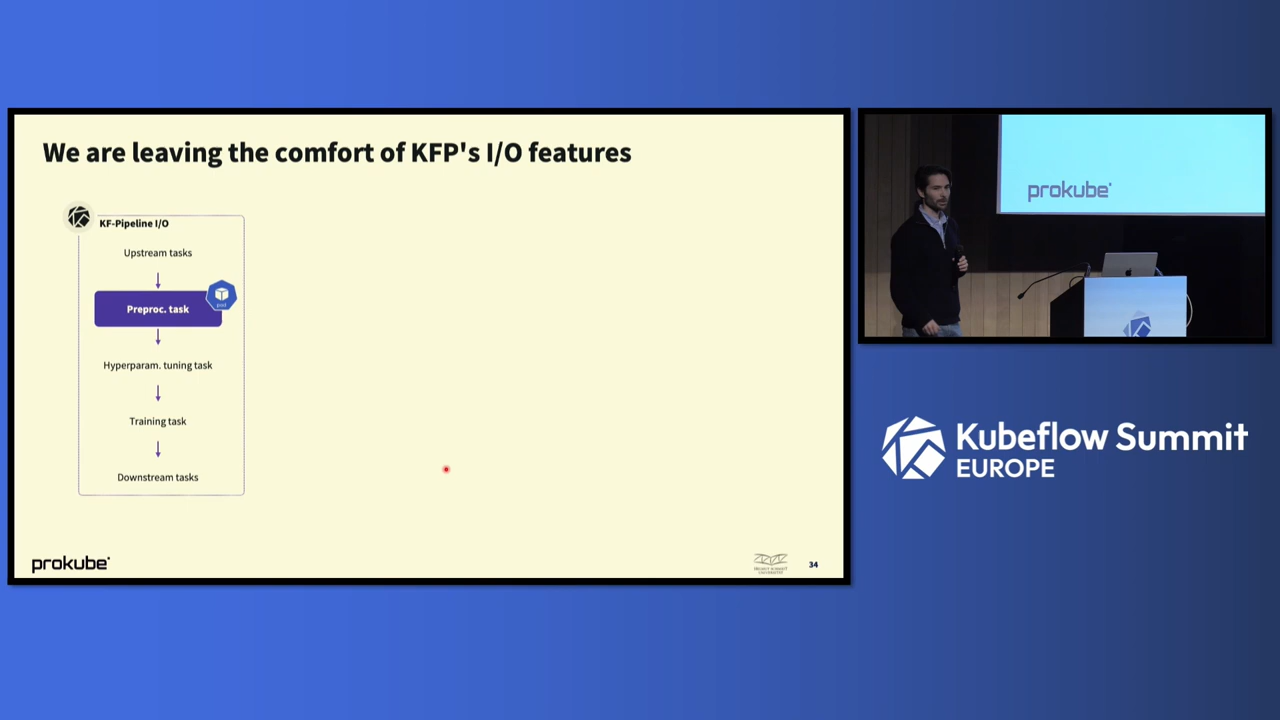 We are leaving the comfort of KFP's I/O features
KF-Pipeline I/O
Upstream tasks
Preproc. task
pod
Hyperparam. tuning task
Training task
Downstream tasks
prokube
34
prokube
Kubeflow Summit
EUROPE